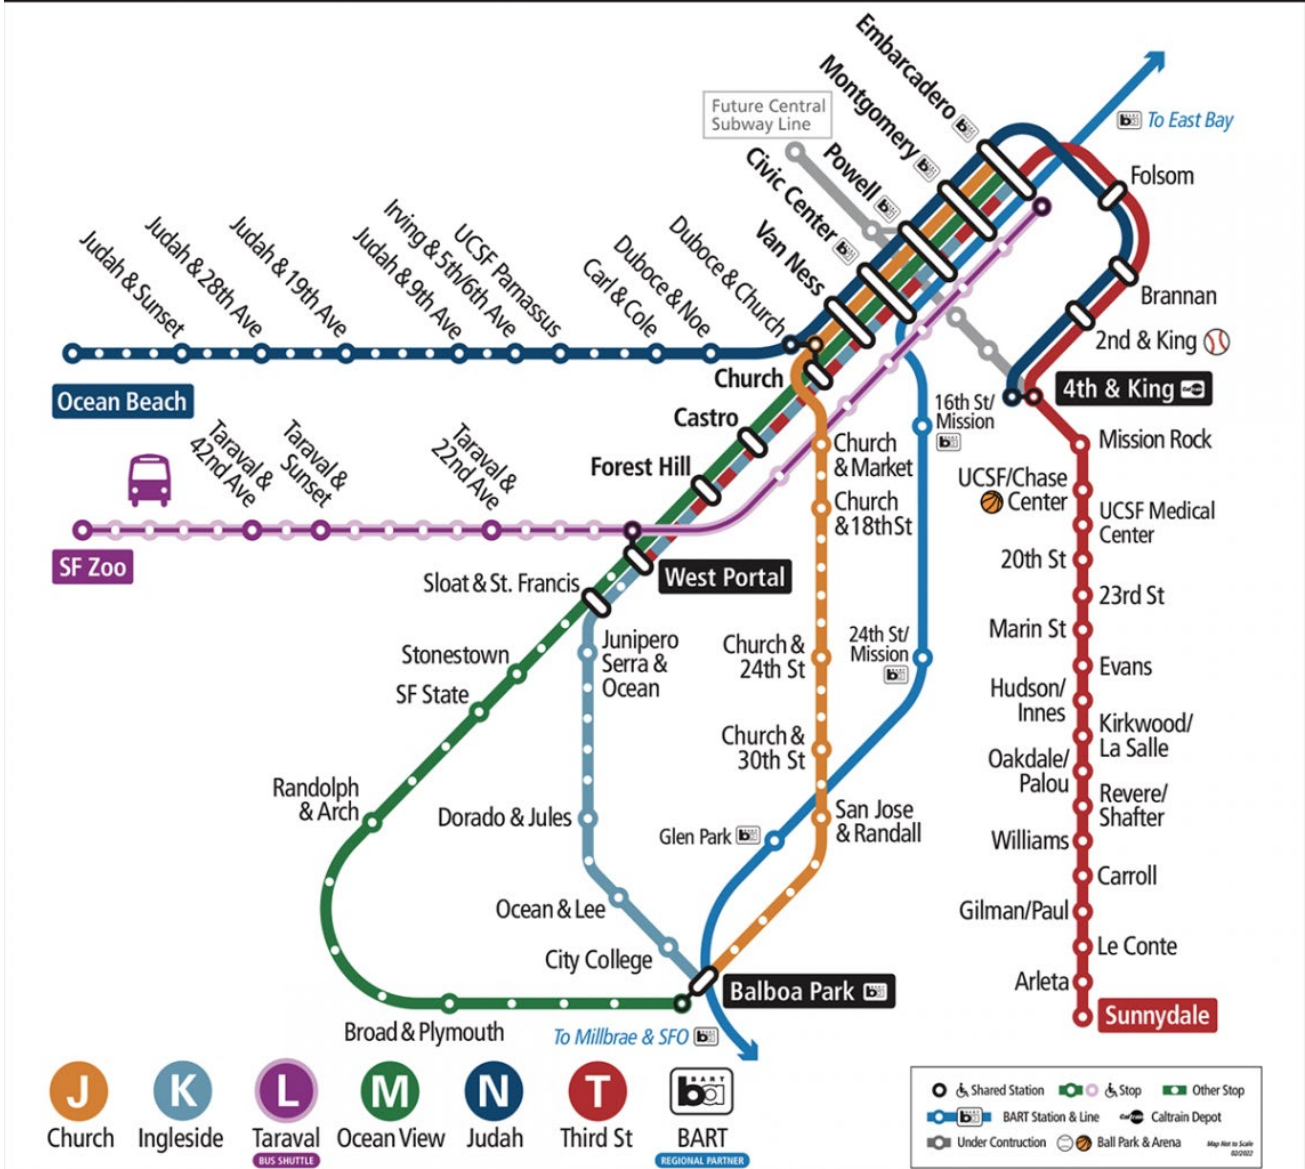 Embarcadero
Montgomery
Powell
Civic Center
Van Ness
Future Central
Subway Line
To East Bay
Folsom
Brannan
2nd & King
4th & King
Judah & Sunset
Judah & 28th Ave
Judah & 19th Ave
Judah & 9th Ave
Irving & 5th/6th Ave
UCSF Parnassus
Carl & Cole
Duboce & Noe
Duboce & Church
Ocean Beach
Church
Castro
Forest Hill
West Portal
Taraval &
42nd Ave
Taraval &
Sunset
Taraval &
22nd Ave
SF Zoo
16th St/
Mission
Church
& Market
Church
& 18th St
Mission Rock
UCSF/Chase
Center
UCSF Medical
Center
20th St
23rd St
Marin St
Evans
Hudson/
Innes
Kirkwood/
La Salle
Oakdale/
Palou
Revere/
Shafter
Williams
Carroll
Gilman/Paul
Le Conte
Arleta
Sunnydale
Sloat & St. Francis
Junipero
Serra &
Ocean
Stonestown
SF State
Church &
24th St
24th St/
Mission
Church &
30th St
Randolph
& Arch
Dorado & Jules
Glen Park
San Jose
& Randall
Ocean & Lee
City College
Balboa Park
Broad & Plymouth
To Millbrae & SFO
J
Church
K
Ingleside
L
Taraval
BUS SHUTTLE
M
Ocean View
N
Judah
T
Third St
BART
ba
BART
REGIONAL PARTNER
Shared Station
Stop
Other Stop
BART Station & Line
Caltrain Depot
Under Contruction
Ball Park & Arena
Map Not to Scale
02/2022